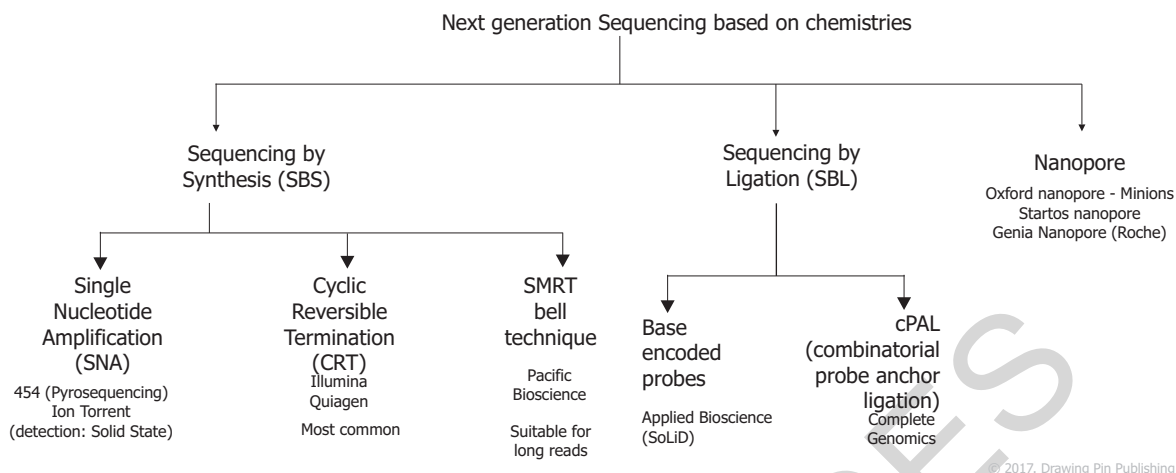 Next generation Sequencing based on chemistries
Sequencing by
Synthesis (SBS)
Sequencing by
Ligation (SBL)
Nanopore
Oxford nanopore - Minions
Startos nanopore
Genia Nanopore (Roche)
Single
Nucleotide
Amplification
(SNA)
454 (Pyrosequencing)
Ion Torrent
(detection: Solid State)
Cyclic
Reversible
Termination
(CRT)
Illumina
Quiagen
Most common
SMRT
bell
technique
Pacific
Bioscience
Suitable for
long reads
Base
encoded
probes
Applied Bioscience
(SoLiD)
cPAL
(combinatorial
probe anchor
ligation)
Complete
Genomics
© 2017, Drawing Pin Publishing